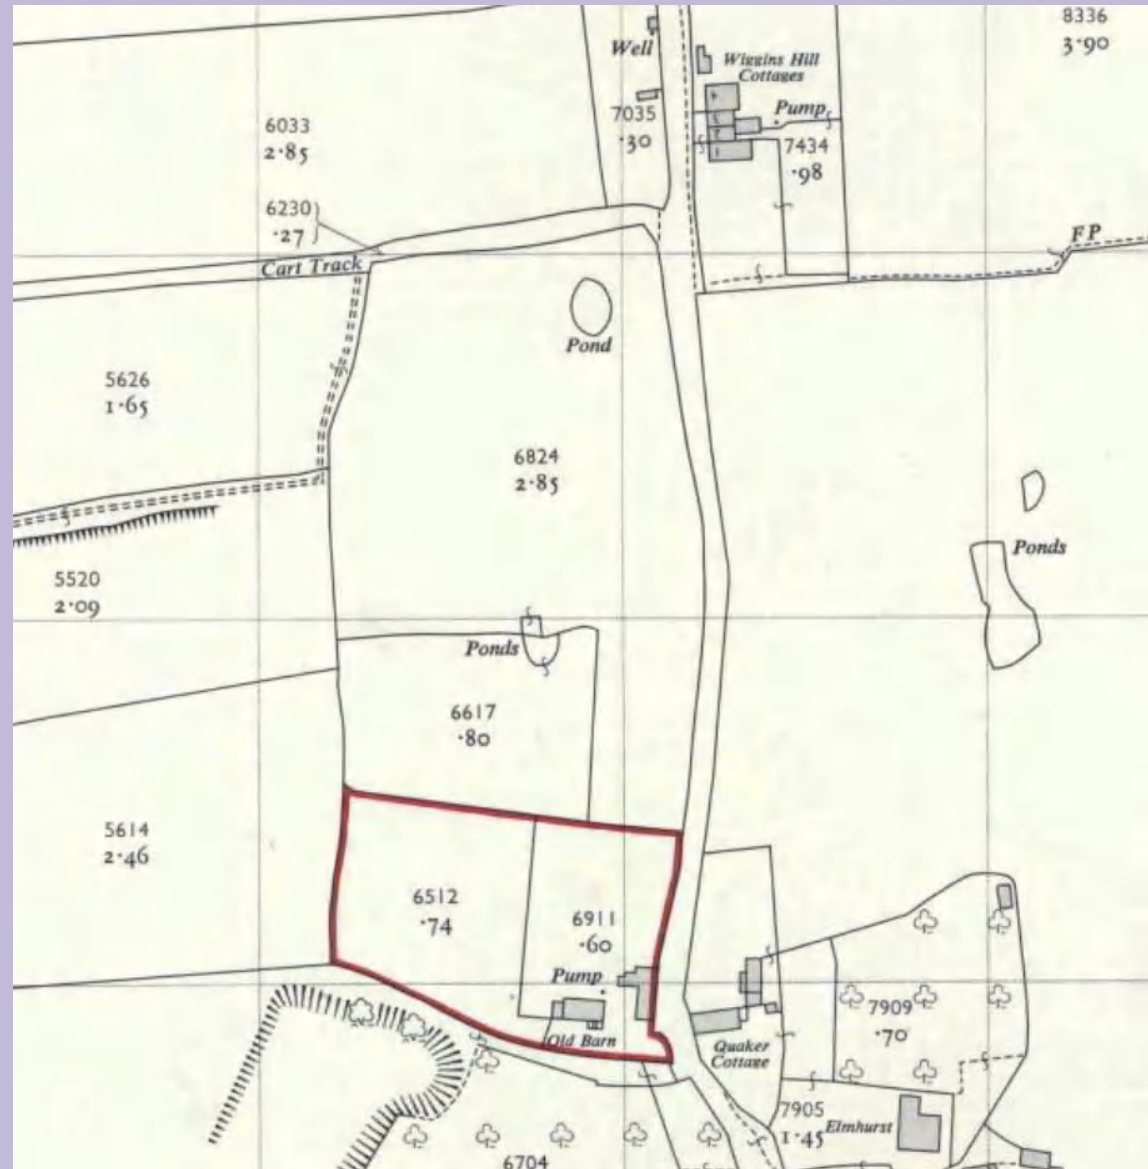 8336
3·90
Well
Wiggins Hill
Cottages
Pump
7035
·30
7434
·98
6033
2·85
6230
·27
Cart Track
FP
Pond
5626
1·65
6824
2·85
Ponds
5520
2·09
Ponds
6617
·80
5614
2·46
6512
·74
6911
·60
Pump
Old Barn
7909
·70
Quaker
Cottage
7905
1·45
Elmhurst
6704